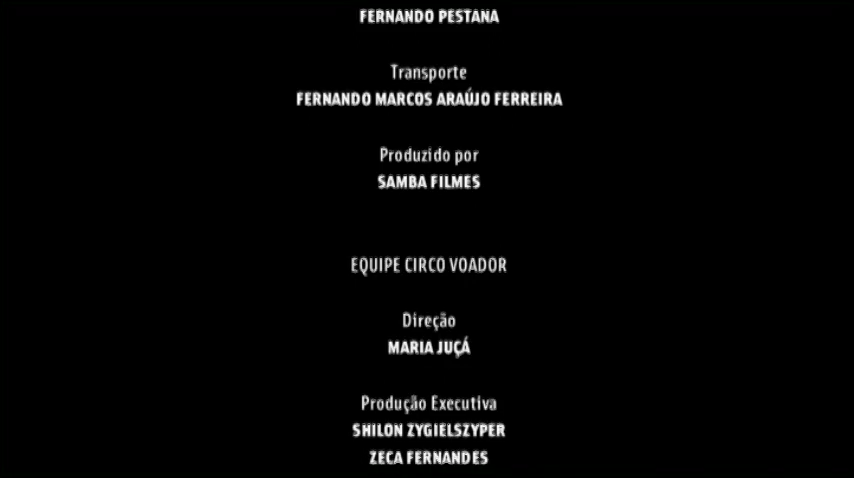 FERNANDO PESTANA
Transporte
FERNANDO MARCOS ARAÚJO FERREIRA
Produzido por
SAMBA FILMES
EQUIPE CIRCO VOADOR
Direção
MARIA JUÇÁ
Produção Executiva
SHILON ZYGIELSZYPER
ZECA FERNANDES